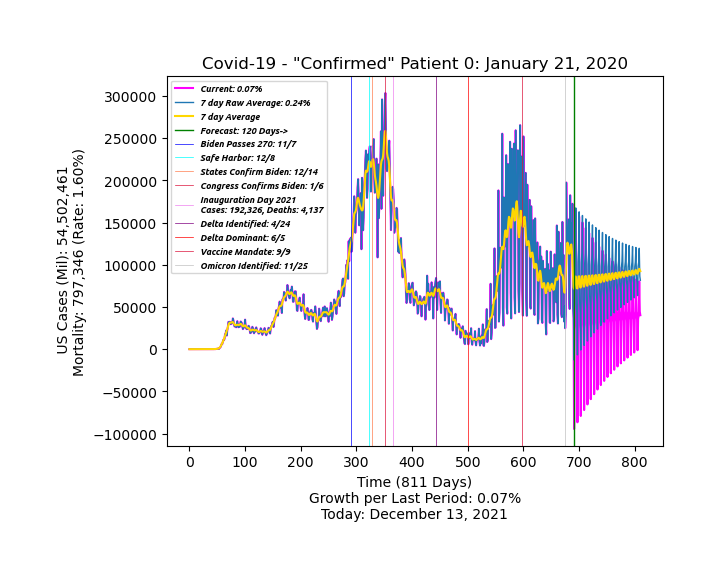 Covid-19 - "Confirmed" Patient 0: January 21, 2020
Current: 0.07%
7 day Raw Average: 0.24%
7 day Average
Forecast: 120 Days->
Biden Passes 270: 11/7
Safe Harbor: 12/8
States Confirm Biden: 12/14
Congress Confirms Biden: 1/6
Inauguration Day 2021
Cases: 192,326, Deaths: 4,137
Delta Identified: 4/24
Delta Dominant: 6/5
Vaccine Mandate: 9/9
Omicron Identified: 11/25
US Cases (Mil): 54,502,461
Mortality: 797,346 (Rate: 1.60%)
300000
250000
200000
150000
100000
50000
0
−50000
−100000
0 100 200 300 400 500 600 700 800
Time (811 Days)
Growth per Last Period: 0.07%
Today: December 13, 2021